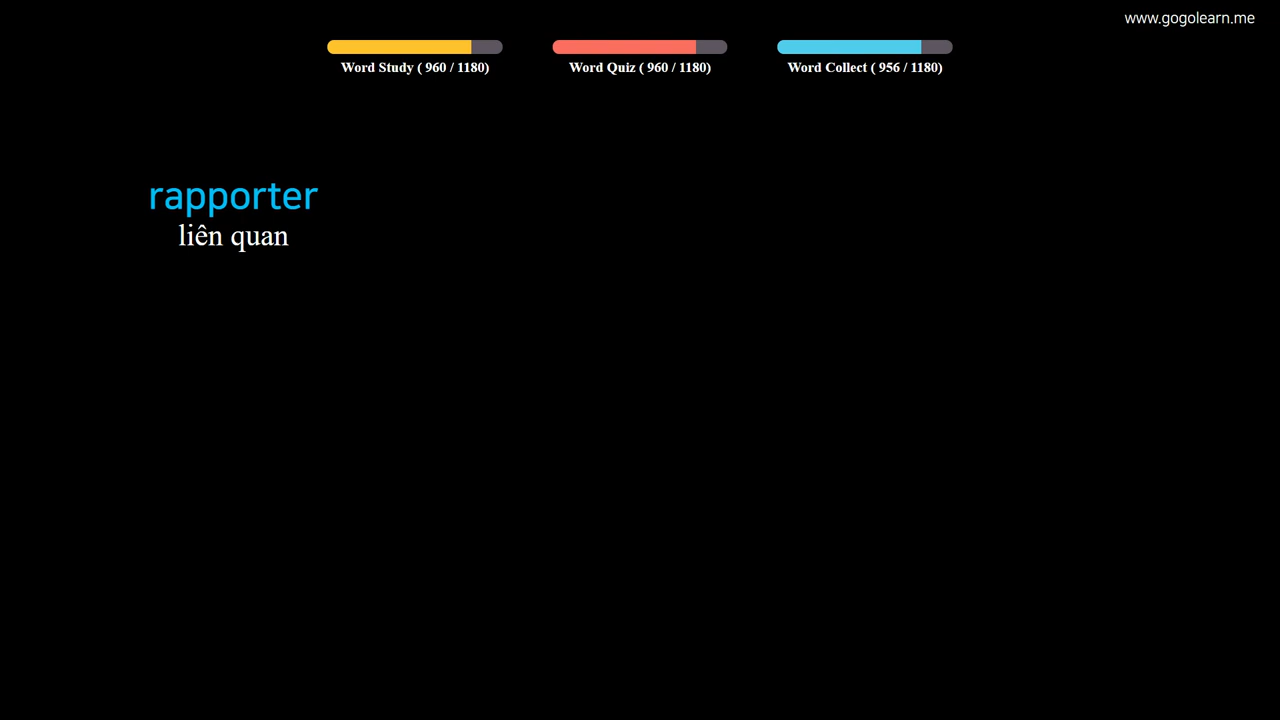 www.gogolearn.me
Word Study ( 960 / 1180)
Word Quiz ( 960 / 1180)
Word Collect ( 956 / 1180)
rapporter
liên quan